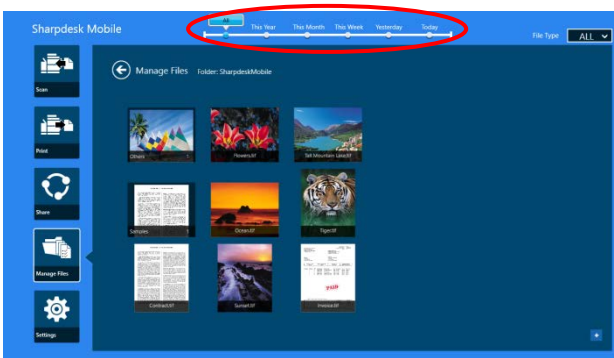 Sharpdesk Mobile
All This Year This Month This Week Yesterday Today
File Type ALL
Scan
Manage Files Folder: SharpdeskMobile
Print
Others Flowers.tif Tall Mountain Lake.tif
Share
Samples Ocean.tif Tiger.tif
Manage Files
Contract.tif Sunset.tif Invoice.tif
PAID
Settings